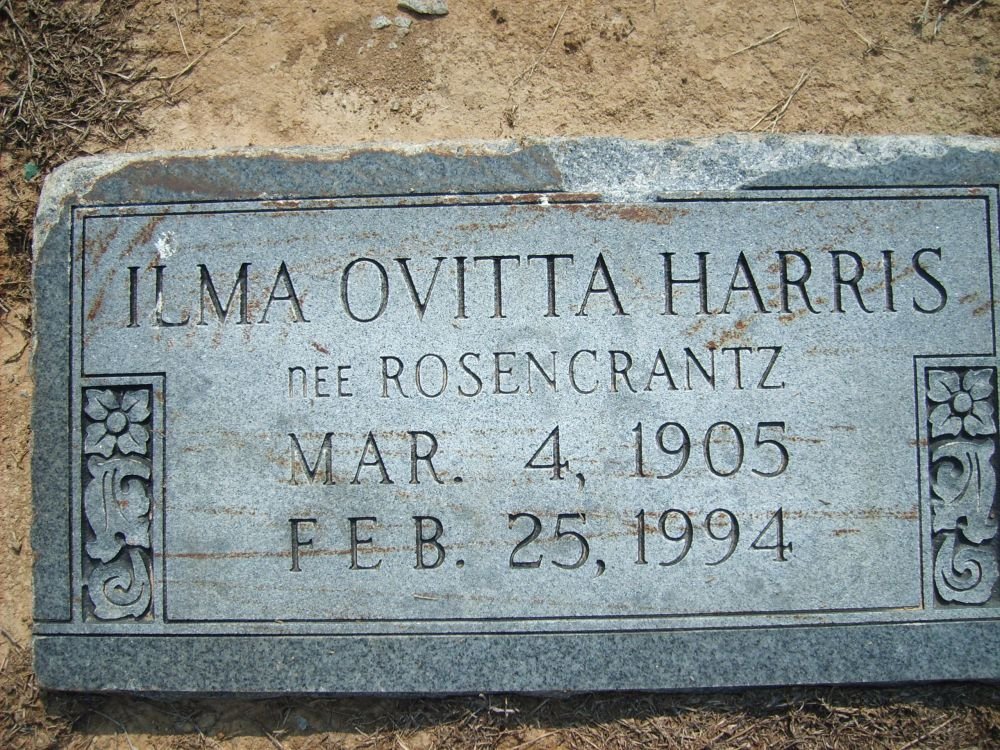 ILMA OVITTA HARRIS
nEE ROSENCRANTZ
MAR. 4, 1905
FEB. 25, 1994